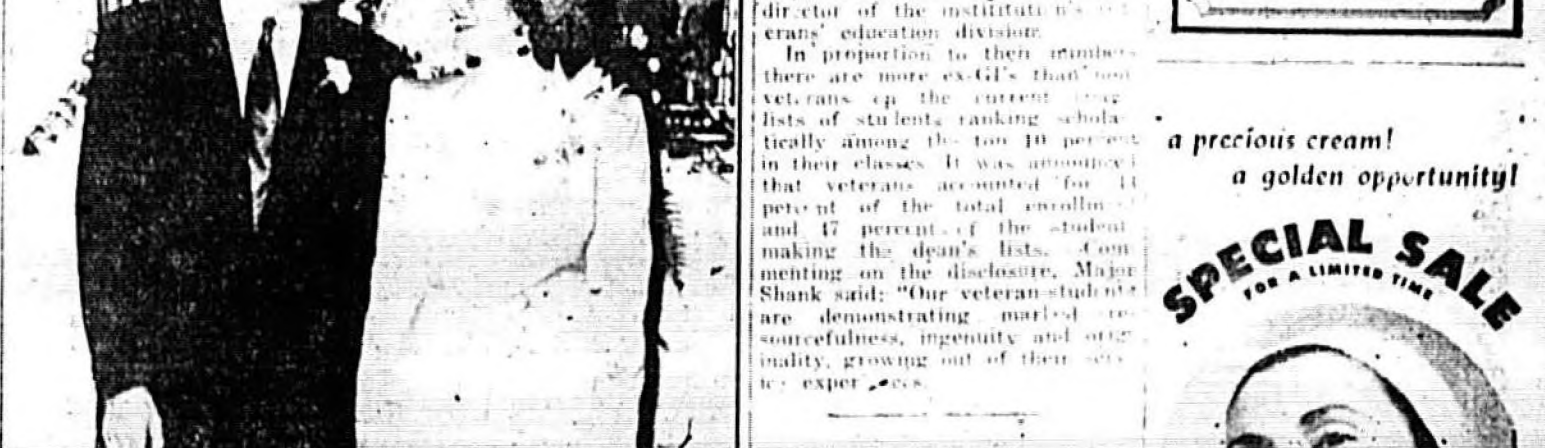 director of the institituti n's
erans' education division.
In proportion to their numbers
there are more ex-GI's than non
veterans on the current
lists of students ranking schola-
tically among the top 10 percent
in their classes. It was announced
that veterans accounted for
percent of the total enrollment
and 47 percent of the student
making the dean's lists. Com
menting on the disclosure, Major
Shank said: "Our veteran-students
are demonstrating marked re
sourcefulness, ingenuity and orig
inality, growing out of their serv
a precious cream!
a golden opportunity!
SPECIAL SALE
FOR A LIMITED TIME